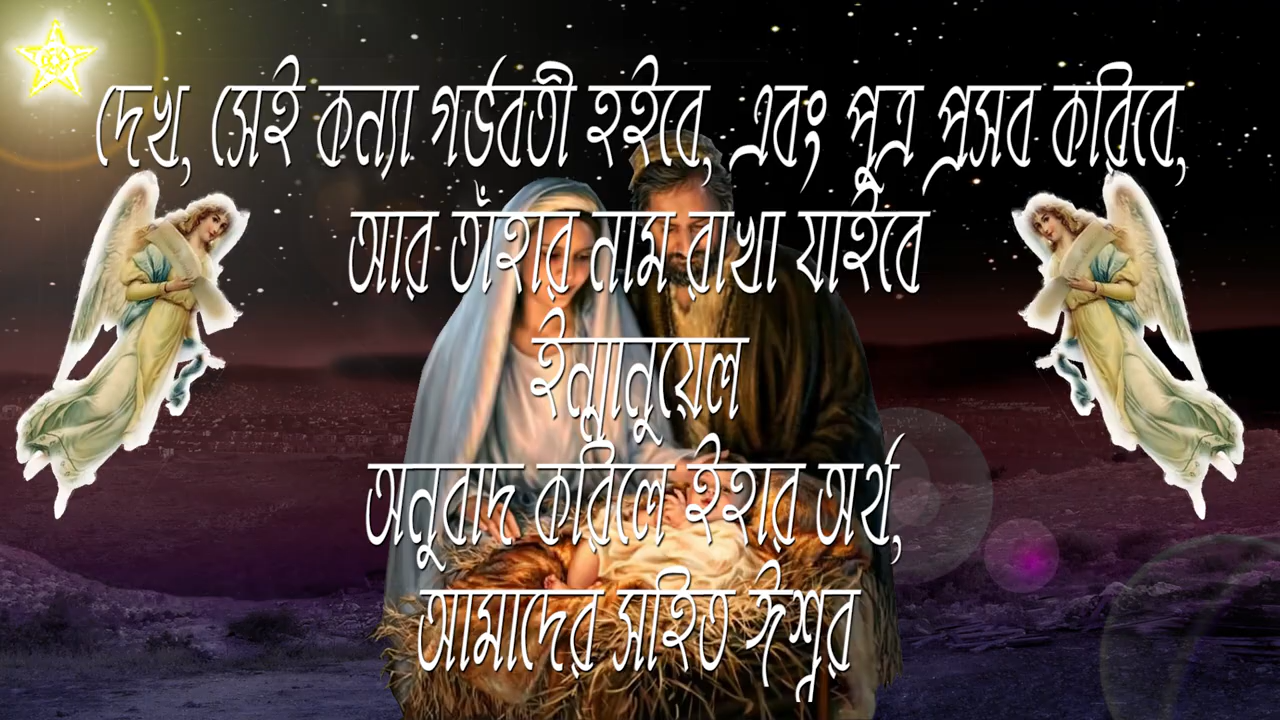 দেখ, সেই কন্যা গর্ভবতী হইবে, এবং পুত্র প্রসব করিবে,
আর তাঁহার নাম রাখা যাইবে
ইম্মানুয়েল
অনুবাদ করিলে ইহার অর্থ,
আমাদের সহিত ঈশ্বর